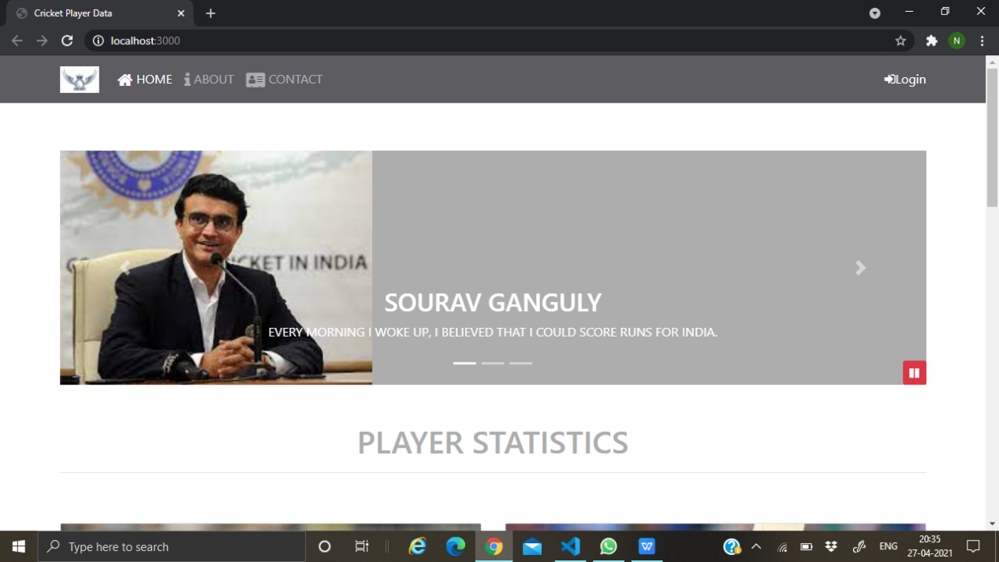 Cricket Player Data
localhost:3000
N
HOME ABOUT CONTACT
Login
KET IN INDIA
SOURAV GANGULY
EVERY MORNING I WOKE UP, I BELIEVED THAT I COULD SCORE RUNS FOR INDIA.
PLAYER STATISTICS
Type here to search
ENG
20:35
27-04-2021